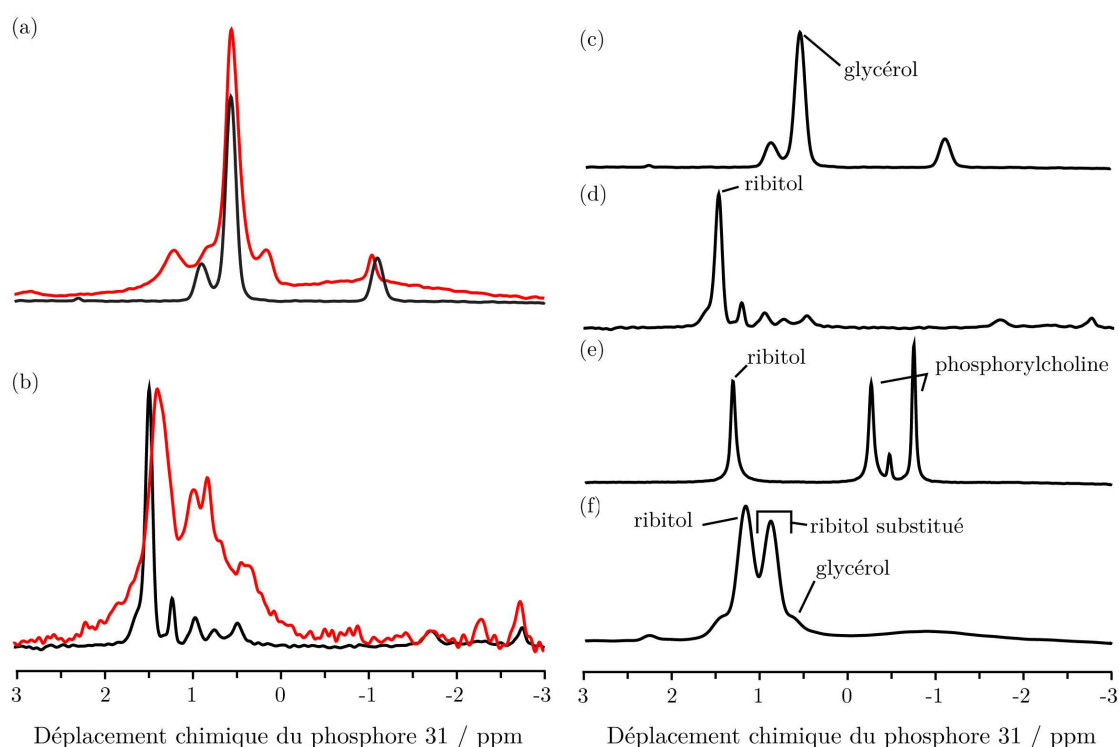 (a)
(b)
3 2 1 0 -1 -2 -3
Déplacement chimique du phosphore 31 / ppm
(c)
glycérol
(d)
ribitol
(e)
ribitol
phosphorylcholine
(f)
ribitol
ribitol substitué
glycérol
3 2 1 0 -1 -2 -3
Déplacement chimique du phosphore 31 / ppm